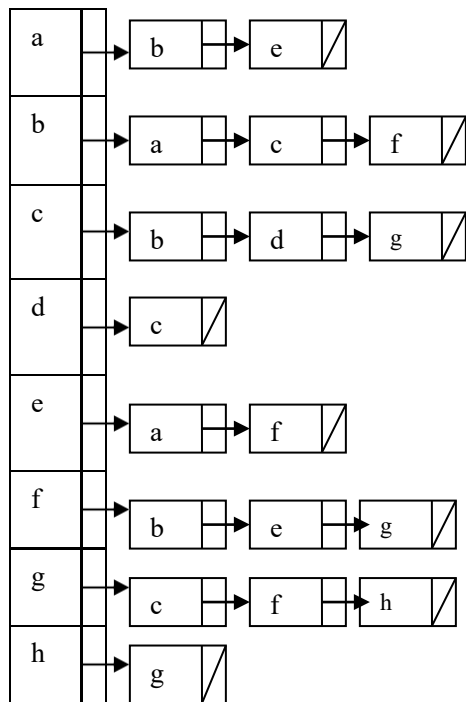 a b e
b a c f
c b d g
d c
e a f
f b e g
g c f h
h g